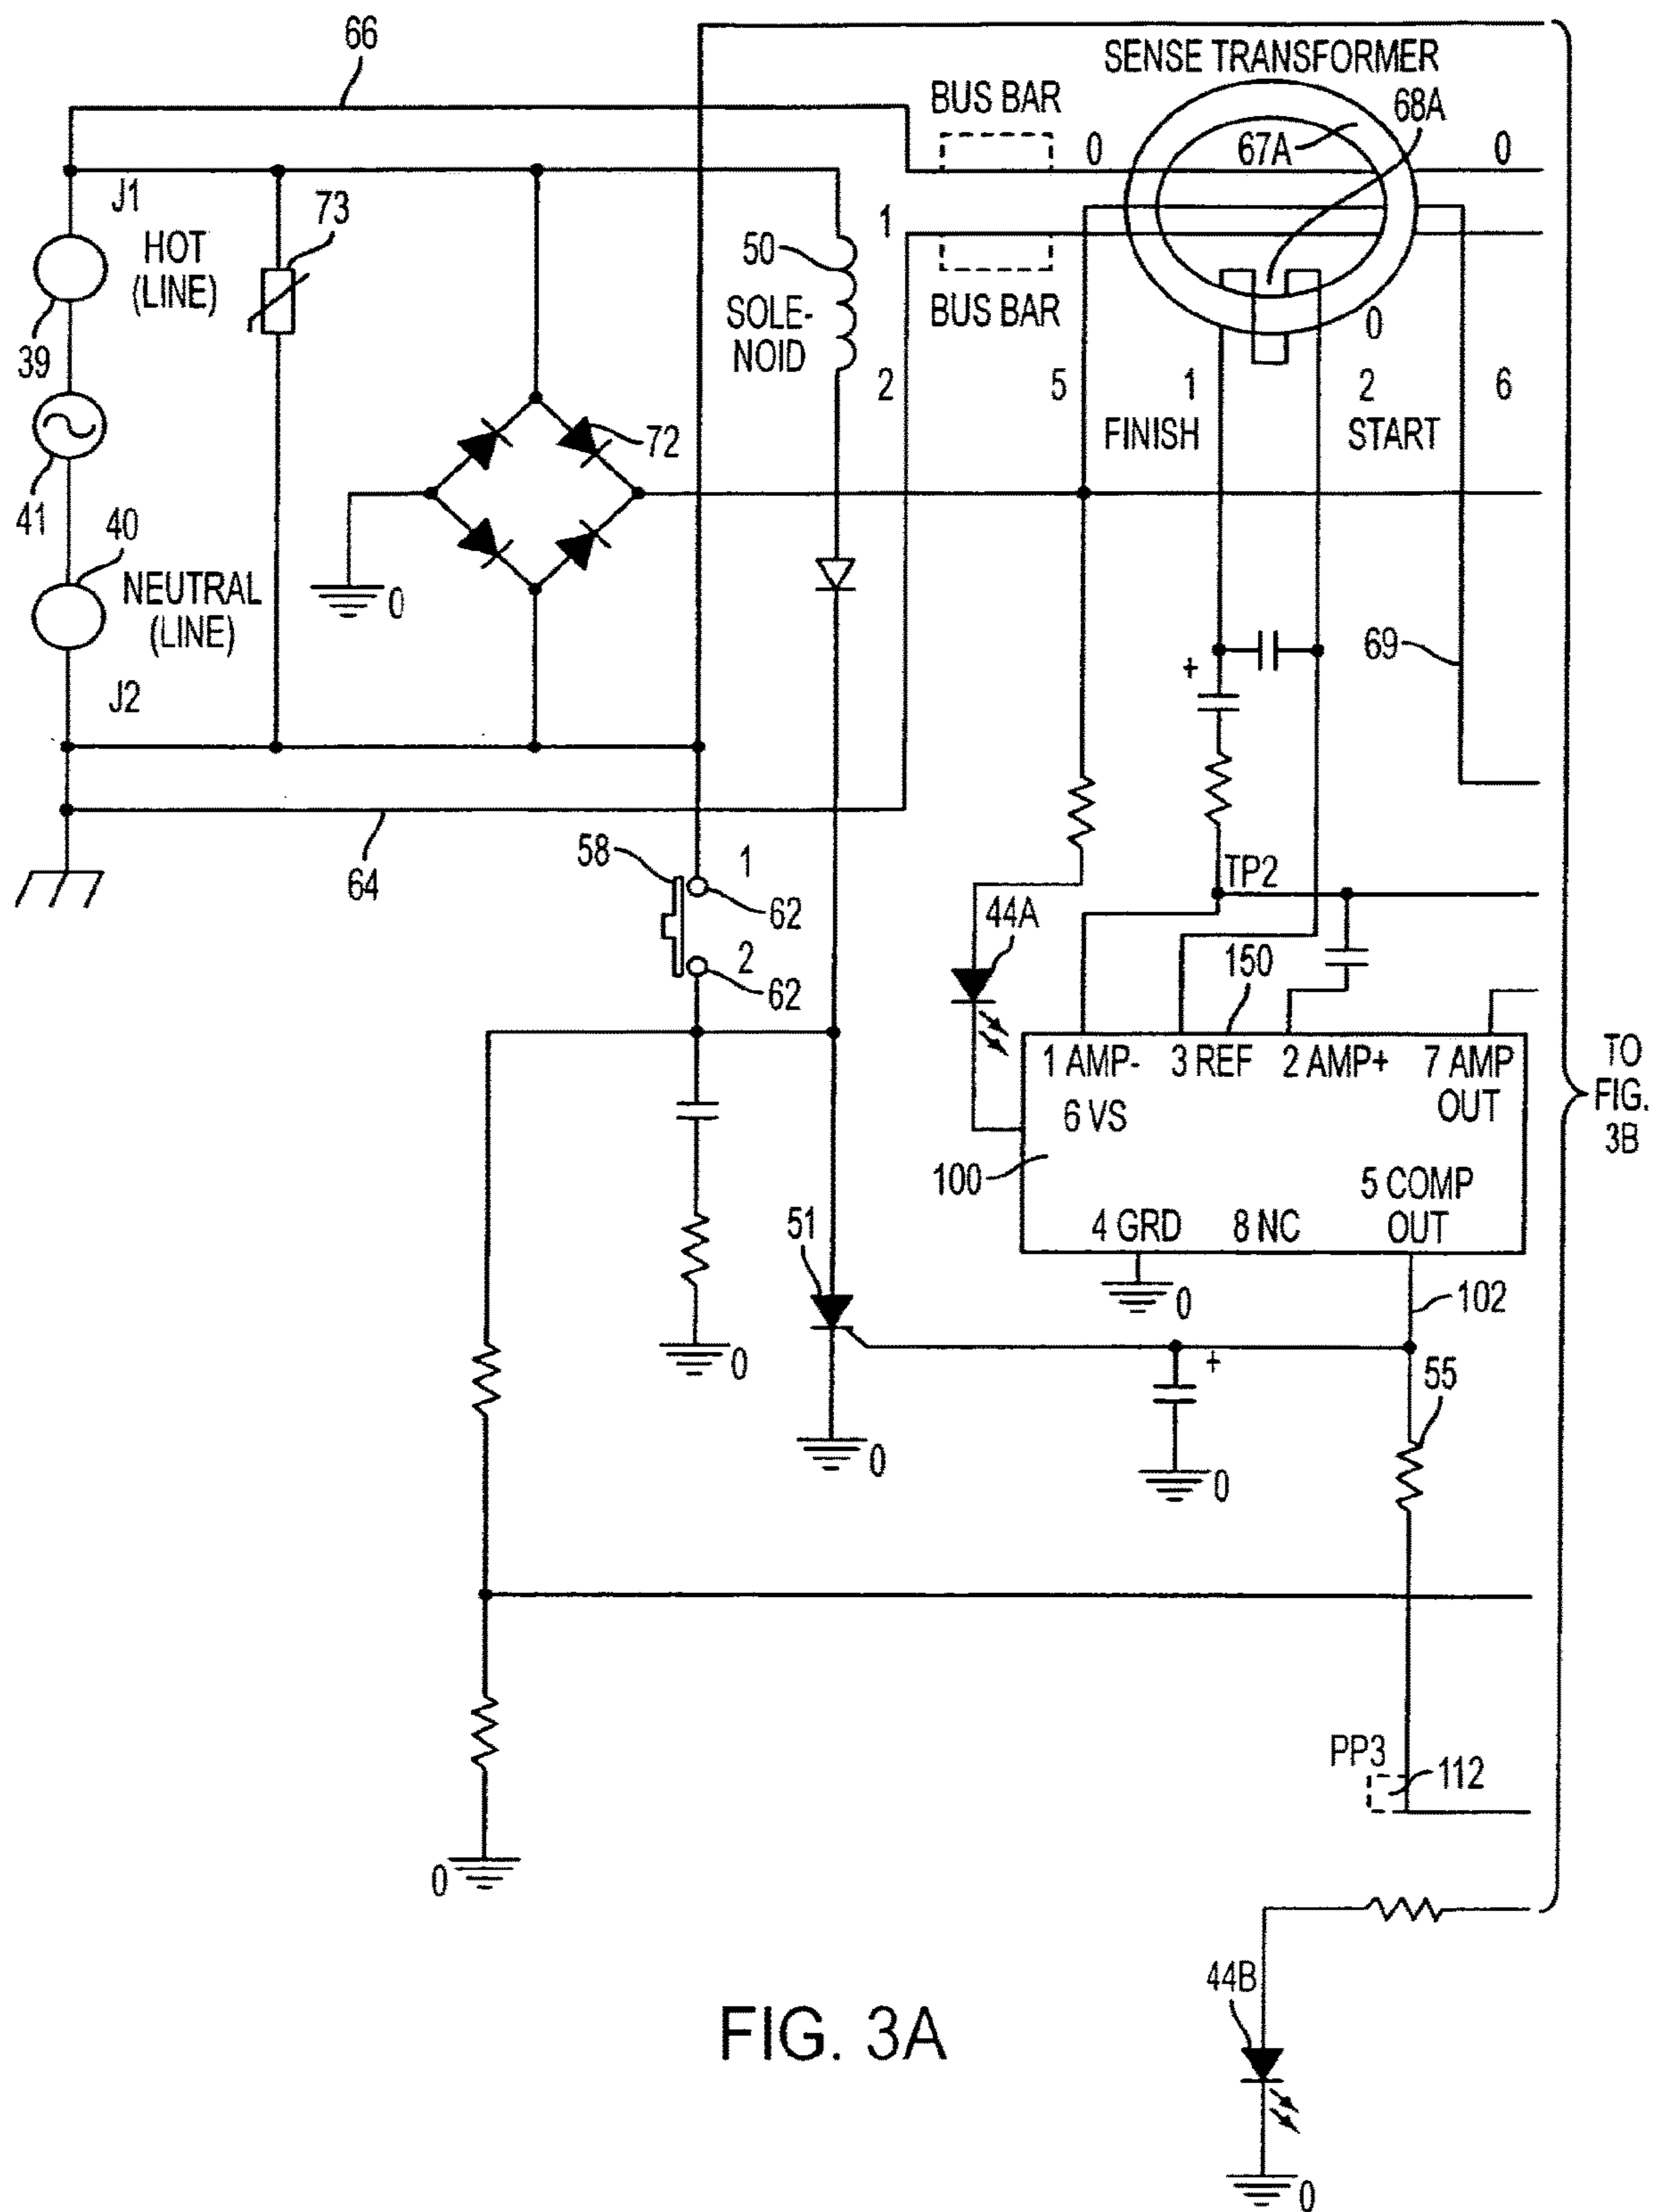 66
SENSE TRANSFORMER
BUS BAR
68A
0
67A
0
J1
73
HOT
(LINE)
1
50
SOLE-
NOID
BUS BAR
0
39
2
5
1
2
6
FINISH
START
72
41
40
NEUTRAL
(LINE)
0
69
+
J2
58
1
TP2
64
62
44A
2
150
62
1 AMP-
3 REF
2 AMP+
7 AMP
OUT
6 VS
TO
FIG.
3B
100
5 COMP
OUT
51
4 GRD
8 NC
0
102
0
+
55
0
0
PP3
112
0
44B
FIG. 3A
0